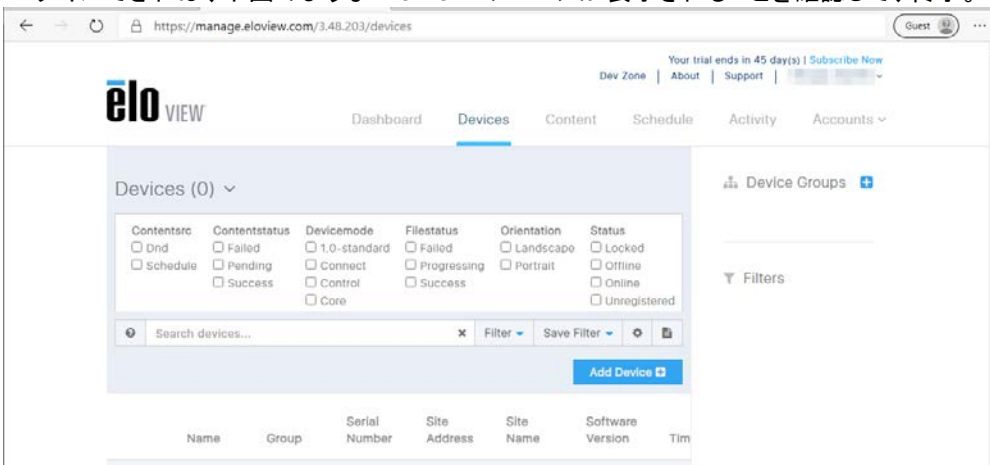 https://manage.eloview.com/3.48.203/devices
Guest
Your trial ends in 45 day(s) | Subscribe Now
Dev Zone | About | Support |
elo VIEW
Dashboard Devices Content Schedule Activity Accounts
Devices (0)
Device Groups
Filters
Contentsrc
Dnd
Schedule
Contentstatus
Failed
Pending
Success
Devicemode
1.0-standard
Connect
Control
Core
Filestatus
Failed
Progressing
Success
Orientation
Landscape
Portrait
Status
Locked
Offline
Online
Unregistered
Search devices...
Filter
Save Filter
Add Device
Name
Group
Serial Number
Site Address
Site Name
Software Version
Tim